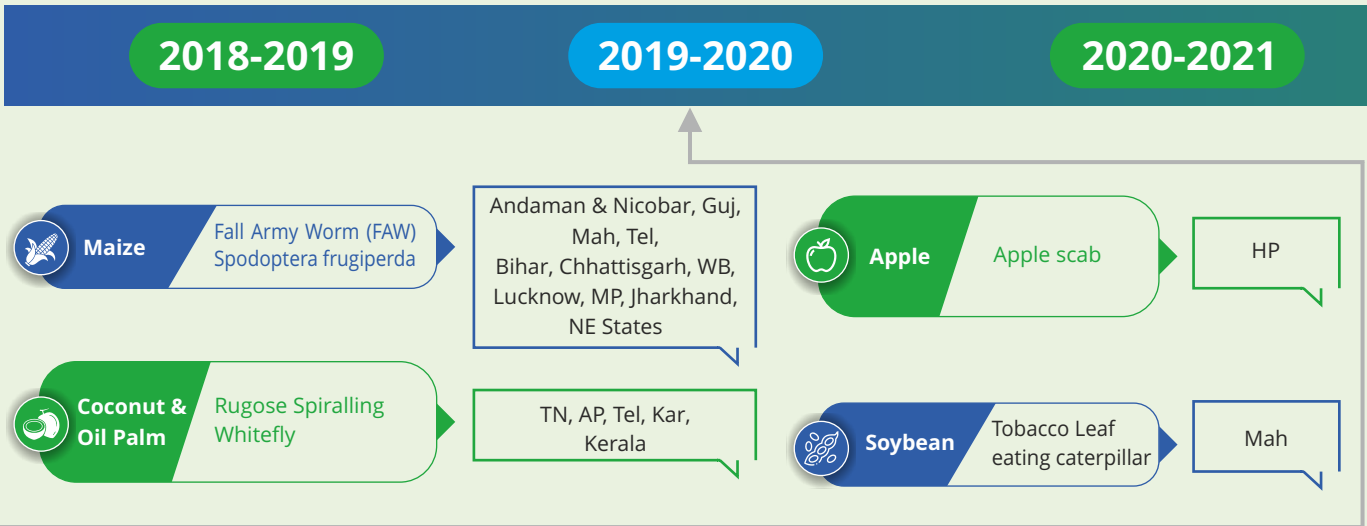 2018-2019
2019-2020
2020-2021
Maize
Fall Army Worm (FAW)
Spodoptera frugiperda
Andaman & Nicobar, Guj,
Mah, Tel,
Bihar, Chhattisgarh, WB,
Lucknow, MP, Jharkhand,
NE States
Apple
Apple scab
HP
Coconut &
Oil Palm
Rugose Spiralling
Whitefly
TN, AP, Tel, Kar,
Kerala
Soybean
Tobacco Leaf
eating caterpillar
Mah